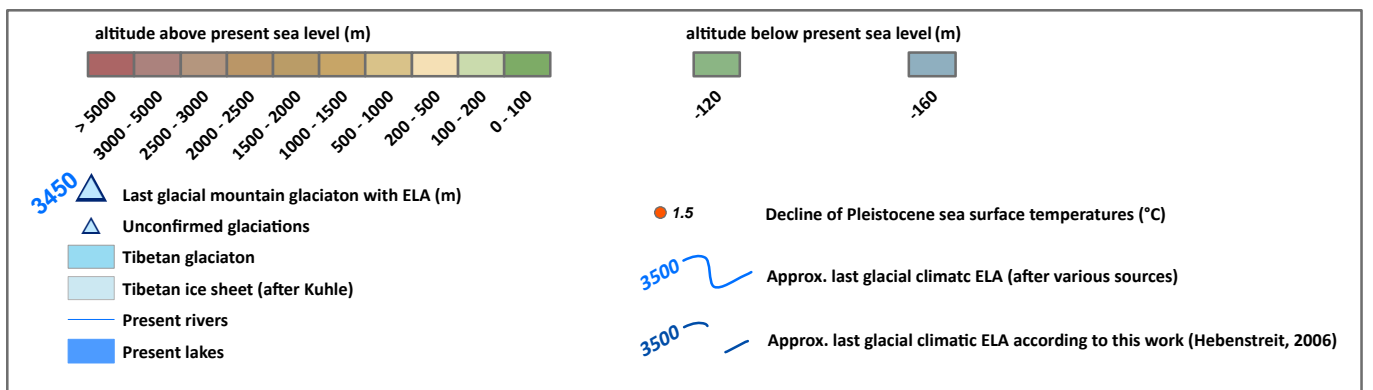 altitude above present sea level (m)
> 5000
3000 - 5000
2500 - 3000
2000 - 2500
1500 - 2000
1000 - 1500
500 - 1000
200 - 500
100 - 200
0 - 100
altitude below present sea level (m)
-120
-160
3450 Last glacial mountain glaciaton with ELA (m)
Unconfirmed glaciations
Tibetan glaciaton
Tibetan ice sheet (after Kuhle)
Present rivers
Present lakes
1.5 Decline of Pleistocene sea surface temperatures (°C)
3500 Approx. last glacial climatc ELA (after various sources)
3500 Approx. last glacial climatic ELA according to this work (Hebenstreit, 2006)